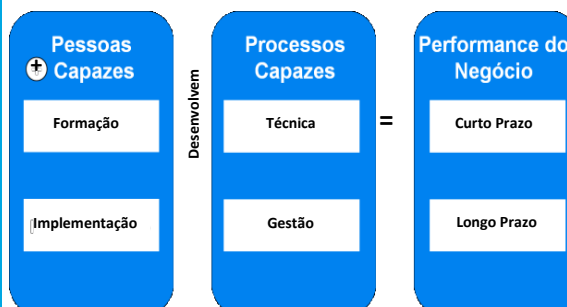 Pessoas
Capazes
Formação
Implementação
Desenvolvem
Processos
Capazes
Técnica
Gestão
=
Performance do
Negócio
Curto Prazo
Longo Prazo